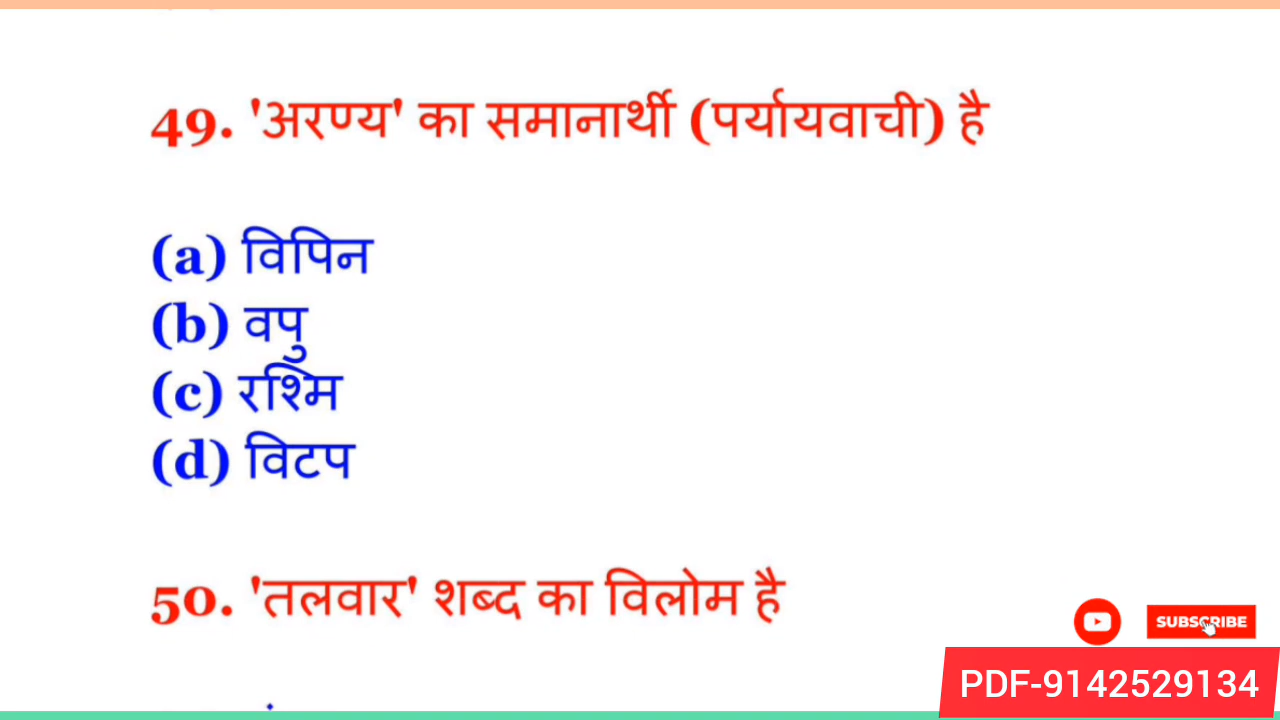 49. 'अरण्य' का समानार्थी (पर्यायवाची) है
(a) विपिन
(b) वपु
(c) रश्मि
(d) विटप
50. 'तलवार' शब्द का विलोम है
SUBSCRIBE
PDF-9142529134